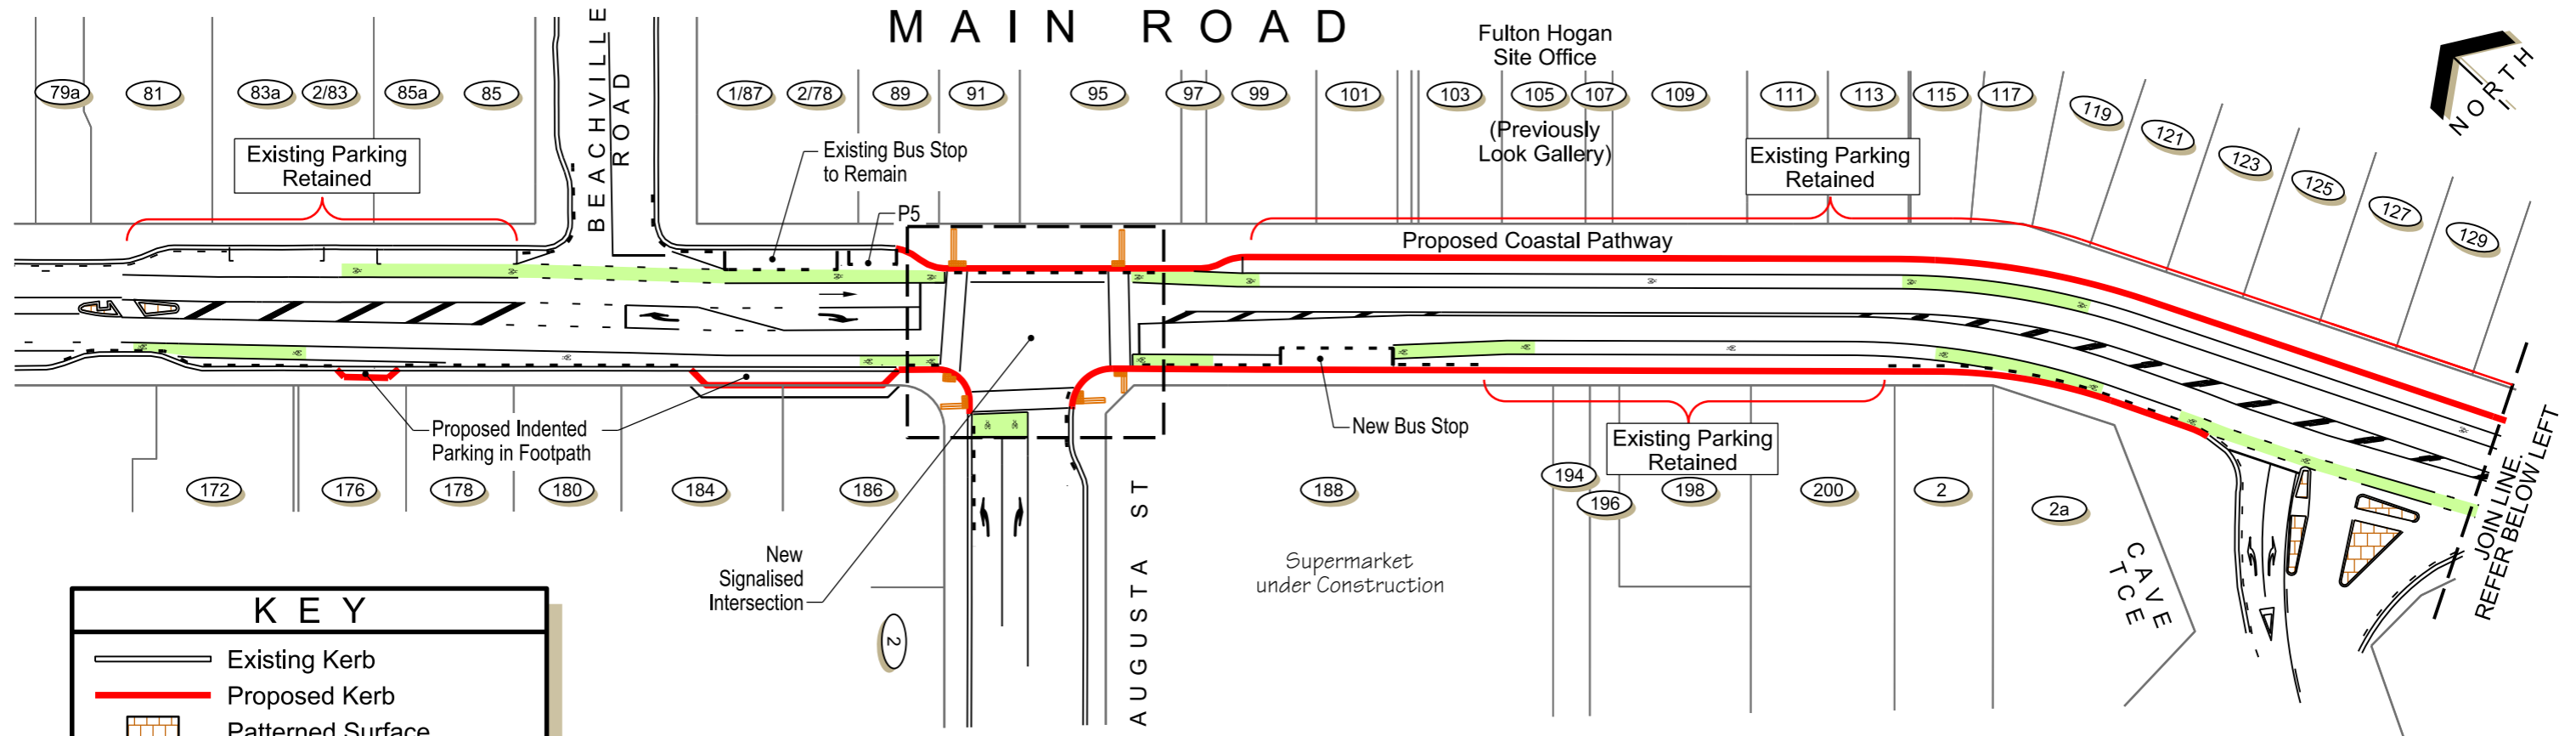 MAIN ROAD
BEACHVILLE
ROAD
Fulton Hogan
Site Office
NORTH
79a
81
83a
2/83
85a
85
1/87
2/78
89
91
95
97
99
101
103
105
107
109
111
113
115
117
119
121
123
125
127
129
(Previously
Look Gallery)
Existing Parking
Retained
Existing Bus Stop
to Remain
P5
Existing Parking
Retained
Proposed Coastal Pathway
Proposed Indented
Parking in Footpath
New Bus Stop
Existing Parking
Retained
172
176
178
180
184
186
188
194
196
198
200
2
2a
JOIN LINE.
REFER BELOW LEFT
New
Signalised
Intersection
Supermarket
under Construction
CAVE
TCE
AUGUSTA ST
2
KEY
Existing Kerb
Proposed Kerb
Patterned Surface